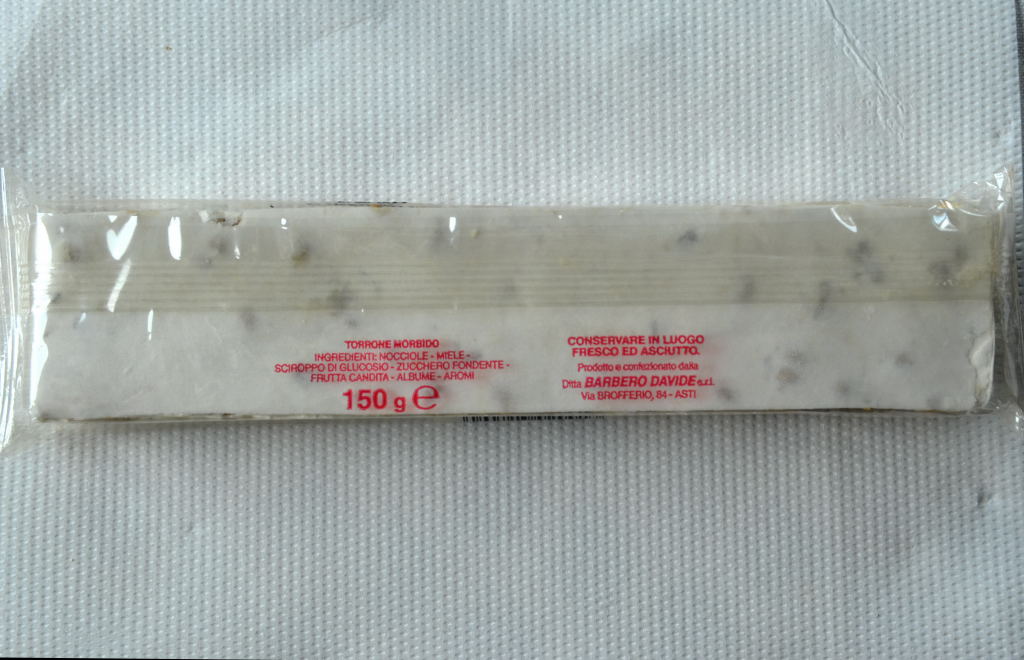 TORRONE MORBIDO
INGREDIENTI: NOCCIOLE - MIELE -
SCIROPPO DI GLUCOSIO - ZUCCHERO FONDENTE -
FRUTTA CANDITA - ALBUME - AROMI
150 g e
CONSERVARE IN LUOGO
FRESCO ED ASCIUTTO.
Prodotto e confezionato dalla
Ditta BARBERO DAVIDE s.r.l.
Via BROFFERIO, 84 - ASTI